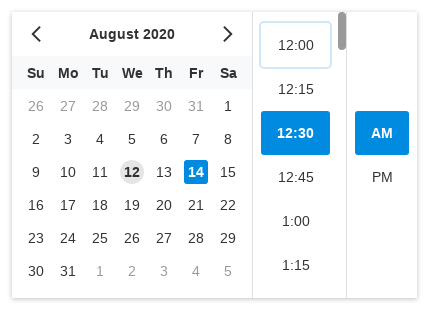 August 2020
Su Mo Tu We Th Fr Sa
26 27 28 29 30 31 1
2 3 4 5 6 7 8
9 10 11 12 13 14 15
16 17 18 19 20 21 22
23 24 25 26 27 28 29
30 31 1 2 3 4 5
12:00
12:15
12:30
12:45
1:00
1:15
AM
PM